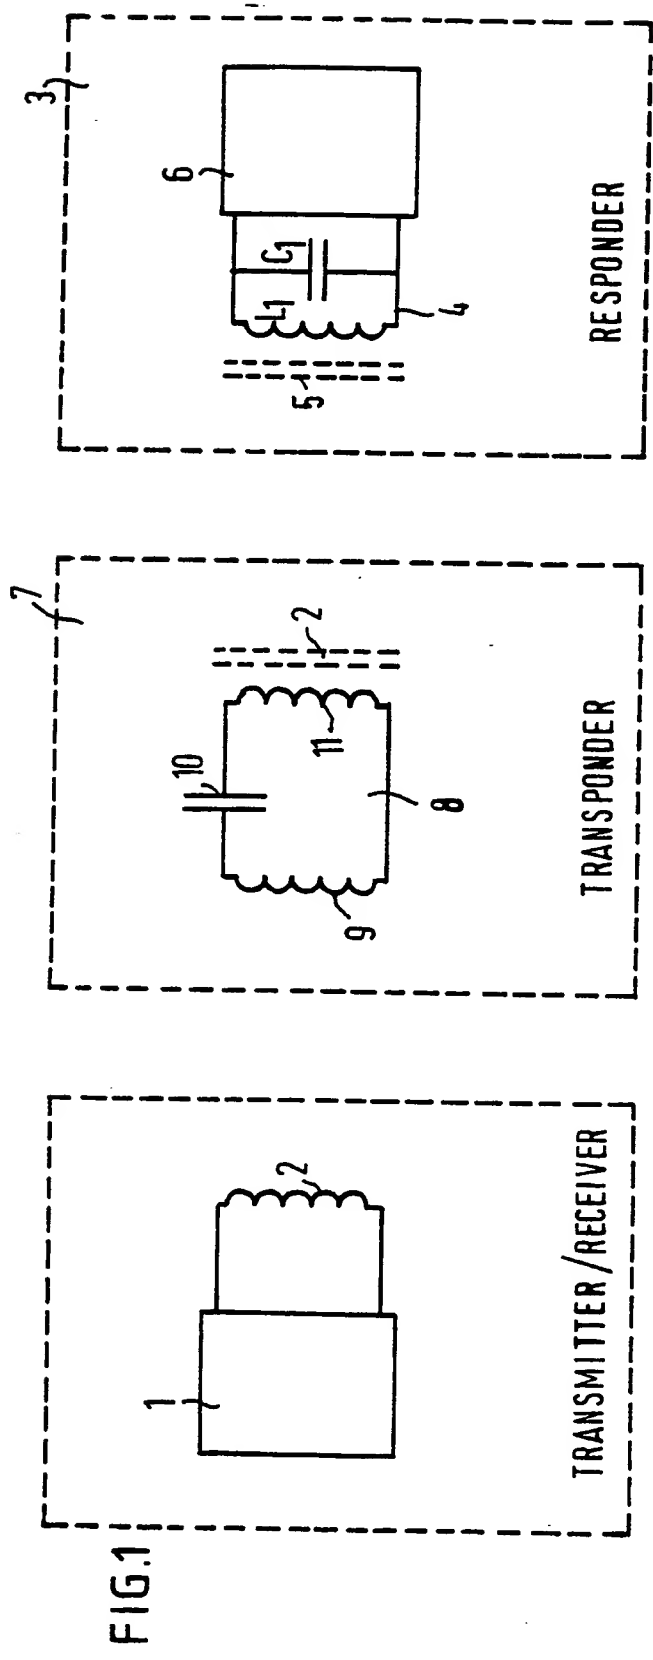 FIG.1
TRANSMITTER/RECEIVER
1
2
TRANSPONDER
7
8
9
10
11
2
RESPONDER
3
4
5
6
L1
C1